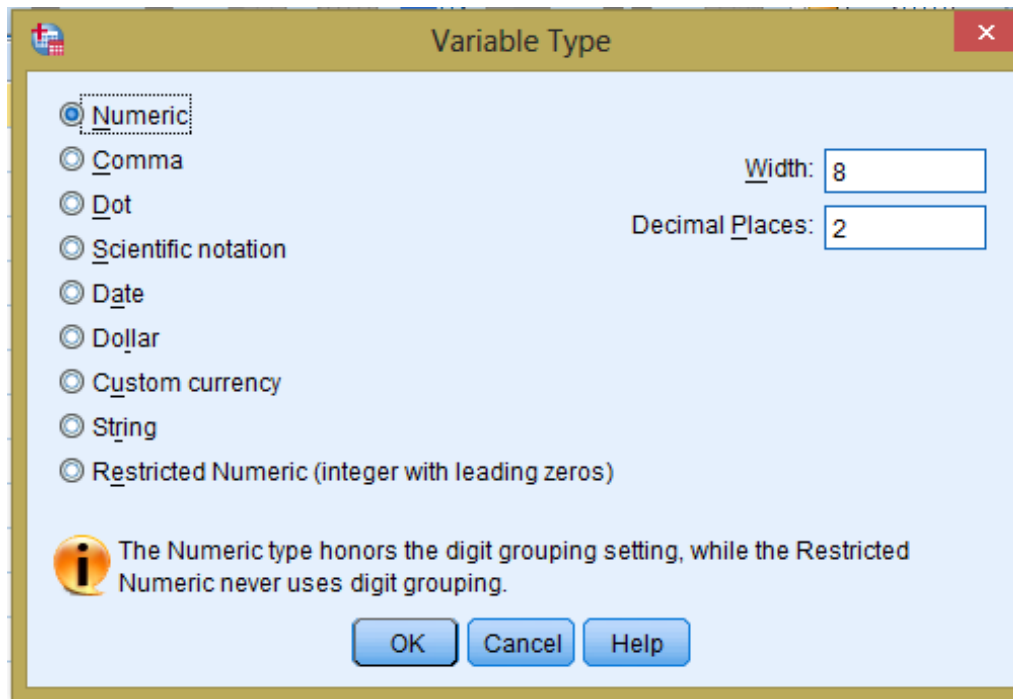 Variable Type
Numeric
Comma
Width: 8
Dot
Decimal Places: 2
Scientific notation
Date
Dollar
Custom currency
String
Restricted Numeric (integer with leading zeros)
The Numeric type honors the digit grouping setting, while the Restricted
Numeric never uses digit grouping.
OK Cancel Help